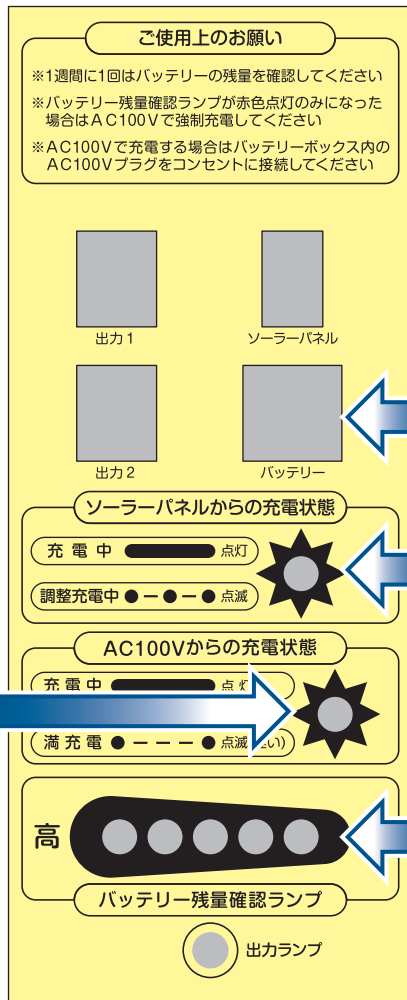 ご使用上のお願い
※1週間に1回はバッテリーの残量を確認してください
※バッテリー残量確認ランプが赤色点灯のみになった
場合はAC100Vで強制充電してください
※AC100Vで充電する場合はバッテリーボックス内の
AC100Vプラグをコンセントに接続してください
出力1
ソーラーパネル
出力2
バッテリー
ソーラーパネルからの充電状態
充電中 点灯
調整充電中 ●－●－● 点滅
AC100Vからの充電状態
充電中
満充電 ●－－－● 点滅
高
バッテリー残量確認ランプ
出力ランプ